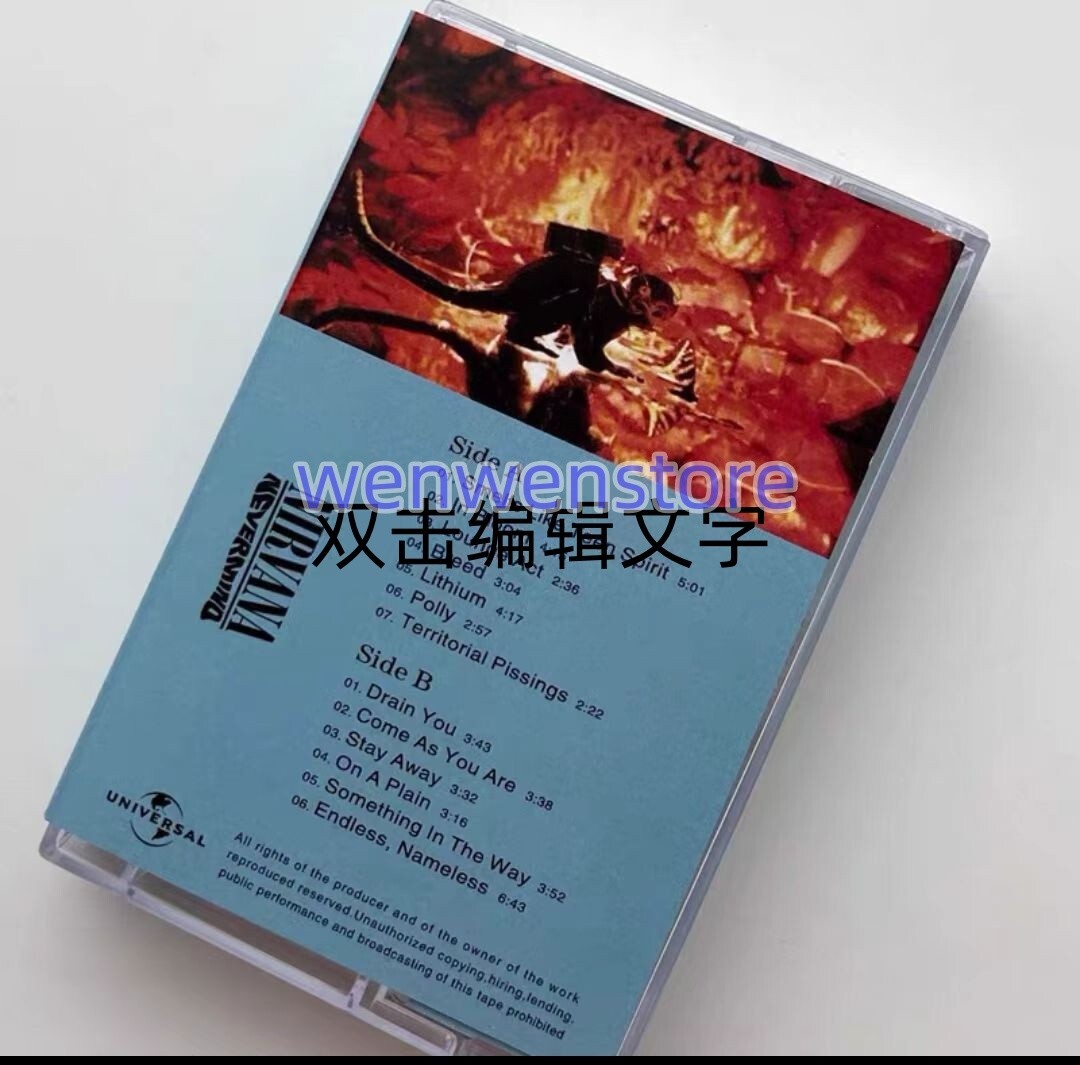 Side A
wenwenstore
双击编辑文字
Spirit 5:01
Act 2:36
04. Bleed 3:04
05. Lithium 4:17
06. Polly 2:57
07. Territorial Pissings 2:22
Side B
01. Drain You 3:43
02. Come As You Are 3:38
03. Stay Away 3:32
04. On A Plain 3:16
05. Something In The Way 3:52
06. Endless, Nameless 6:43
NIRVANA
NEVERMIND
UNIVERSAL
All rights of the producer and of the owner of the work
reproduced reserved.Unauthorized copying,hiring,lending,
public performance and broadcasting of this tape prohibited